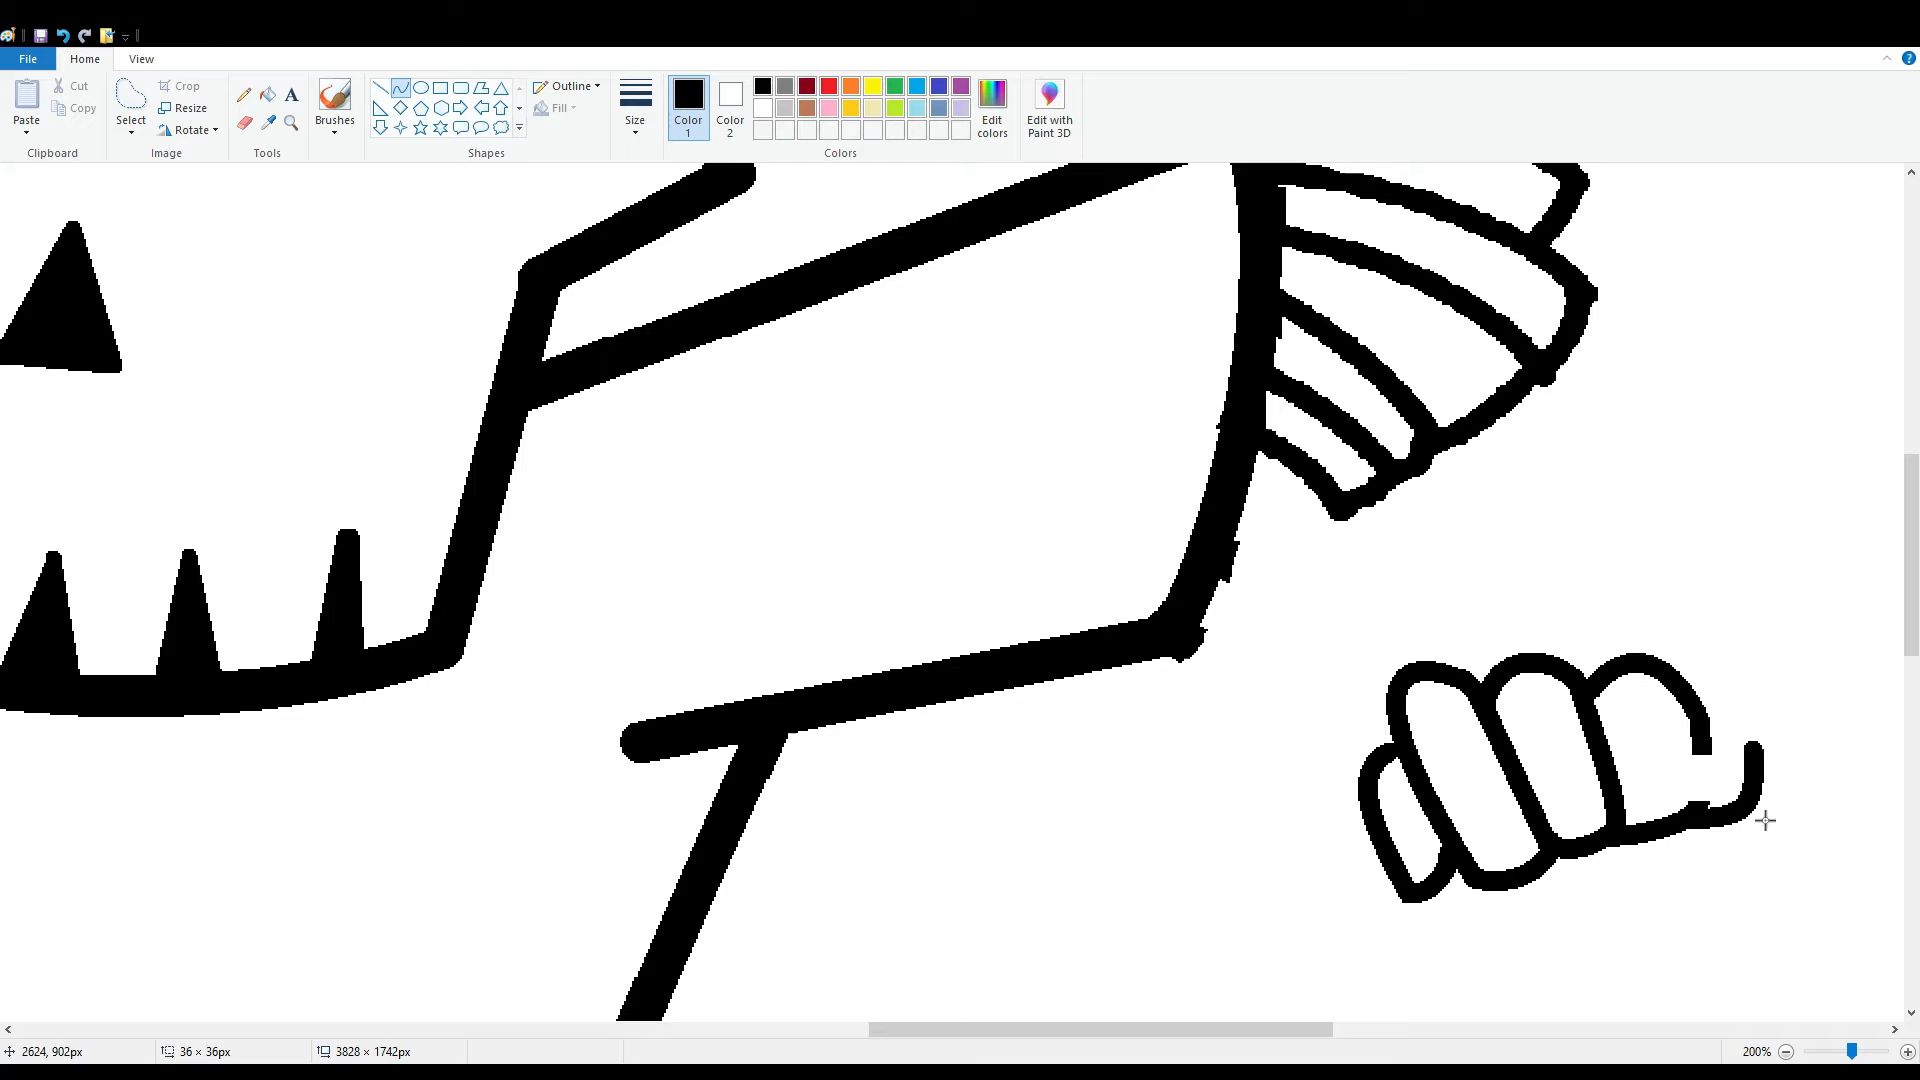 File Home View
Paste
Cut
Copy
Clipboard
Select
Crop
Resize
Rotate
Image
A
Tools
Brushes
Outline
Fill
Shapes
Size
Color 1
Color 2
Edit colors
Colors
Edit with Paint 3D
?
2624, 902px 36 × 36px 3828 × 1742px 200%